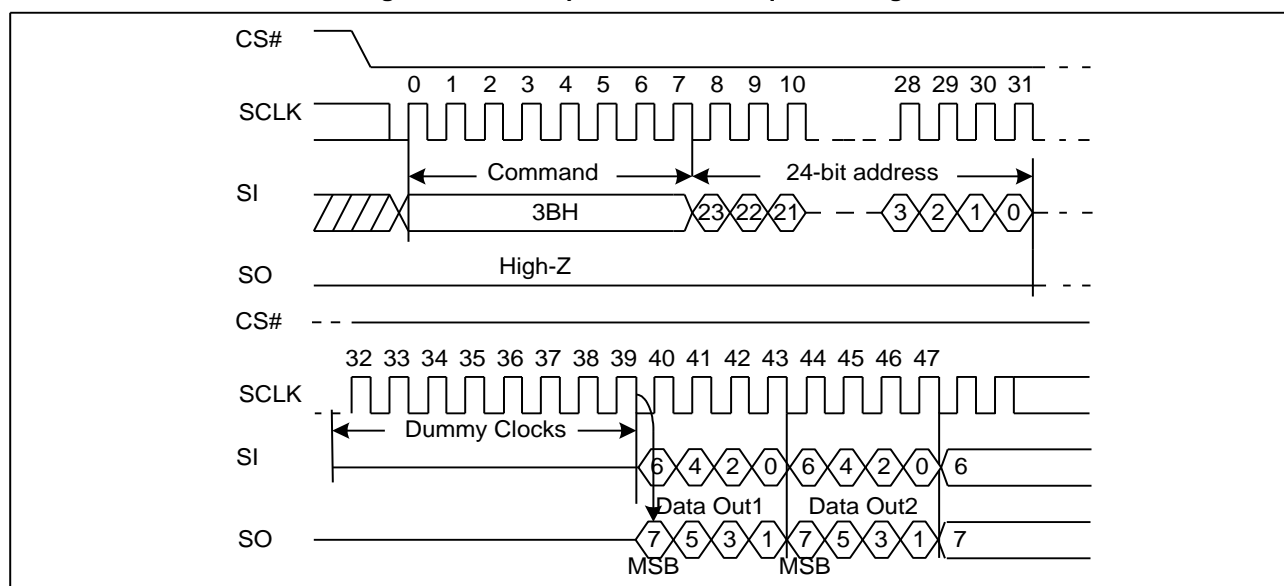 CS#
0 1 2 3 4 5 6 7 8 9 10 28 29 30 31
SCLK
Command 24-bit address
SI
3BH 23 22 21 3 2 1 0
High-Z
SO
CS#
32 33 34 35 36 37 38 39 40 41 42 43 44 45 46 47
SCLK
Dummy Clocks
SI
6 4 2 0 6 4 2 0 6
Data Out1 Data Out2
SO
7 5 3 1 7 5 3 1 7
MSB MSB